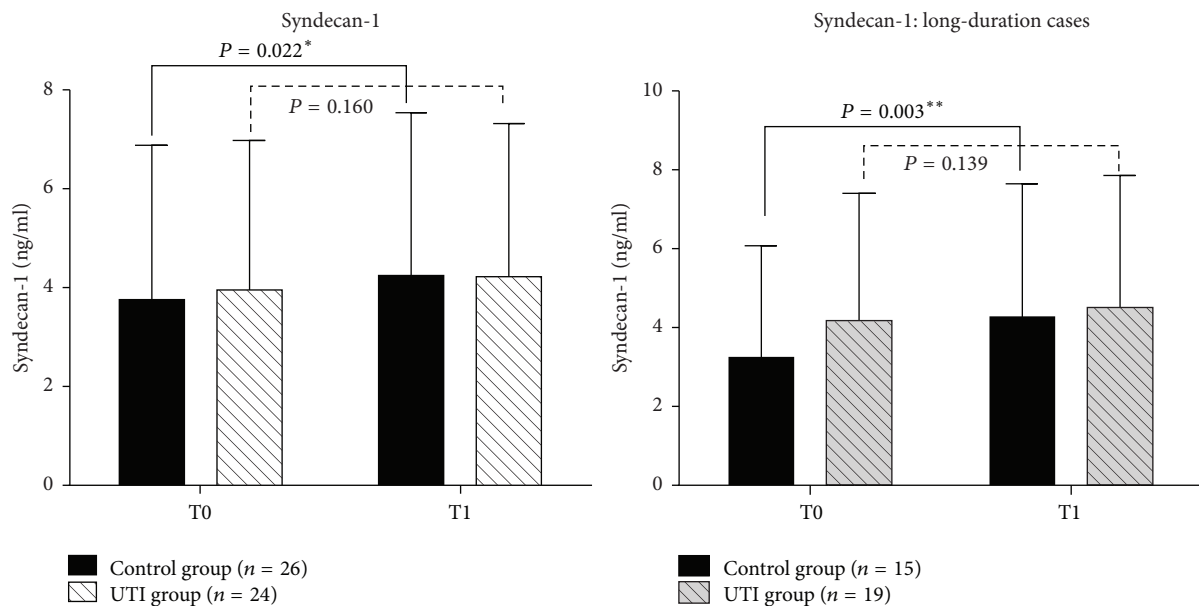 Syndecan-1
P = 0.022*
P = 0.160
8
6
4
2
0
Syndecan-1 (ng/ml)
T0
T1
Control group (n = 26)
UTI group (n = 24)
Syndecan-1: long-duration cases
P = 0.003**
P = 0.139
10
8
6
4
2
0
Syndecan-1 (ng/ml)
T0
T1
Control group (n = 15)
UTI group (n = 19)